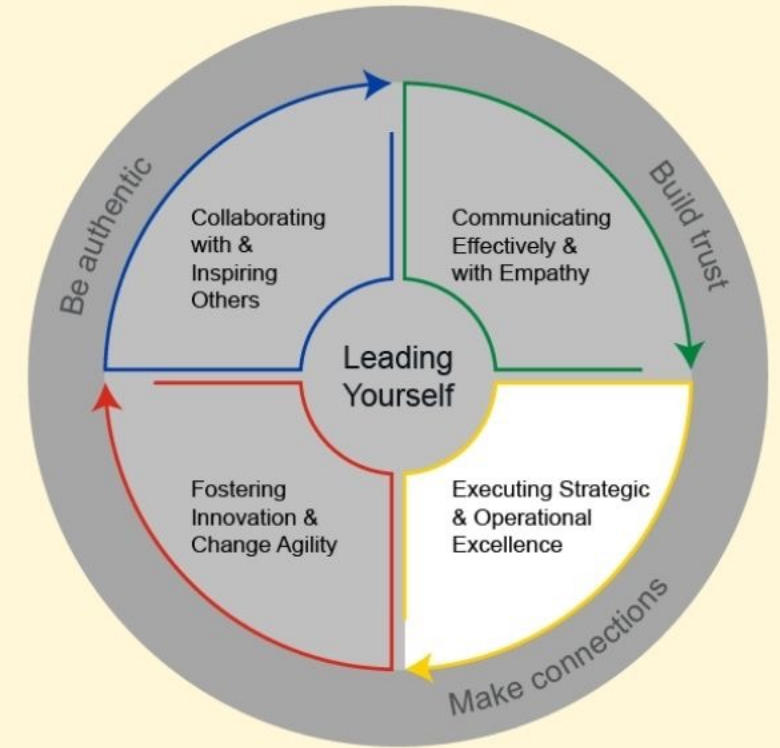 Be authentic
Build trust
Collaborating
with &
Inspiring
Others
Communicating
Effectively &
with Empathy
Leading
Yourself
Fostering
Innovation &
Change Agility
Executing Strategic
& Operational
Excellence
Make connections